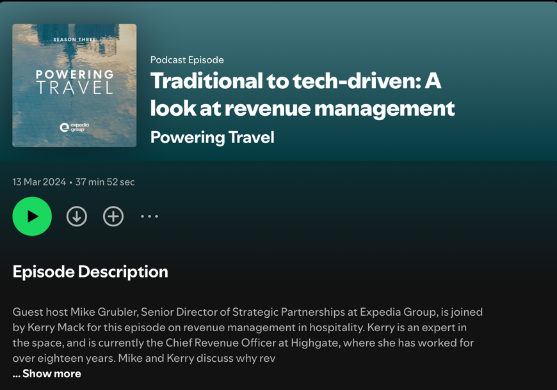 SEASON THREE
POWERING
TRAVEL
expedia
group
Podcast Episode
Traditional to tech-driven: A
look at revenue management
Powering Travel
13 Mar 2024 • 37 min 52 sec
Episode Description
Guest host Mike Grubler, Senior Director of Strategic Partnerships at Expedia Group, is joined
by Kerry Mack for this episode on revenue management in hospitality. Kerry is an expert in
the space, and is currently the Chief Revenue Officer at Highgate, where she has worked for
over eighteen years. Mike and Kerry discuss why rev
... Show more